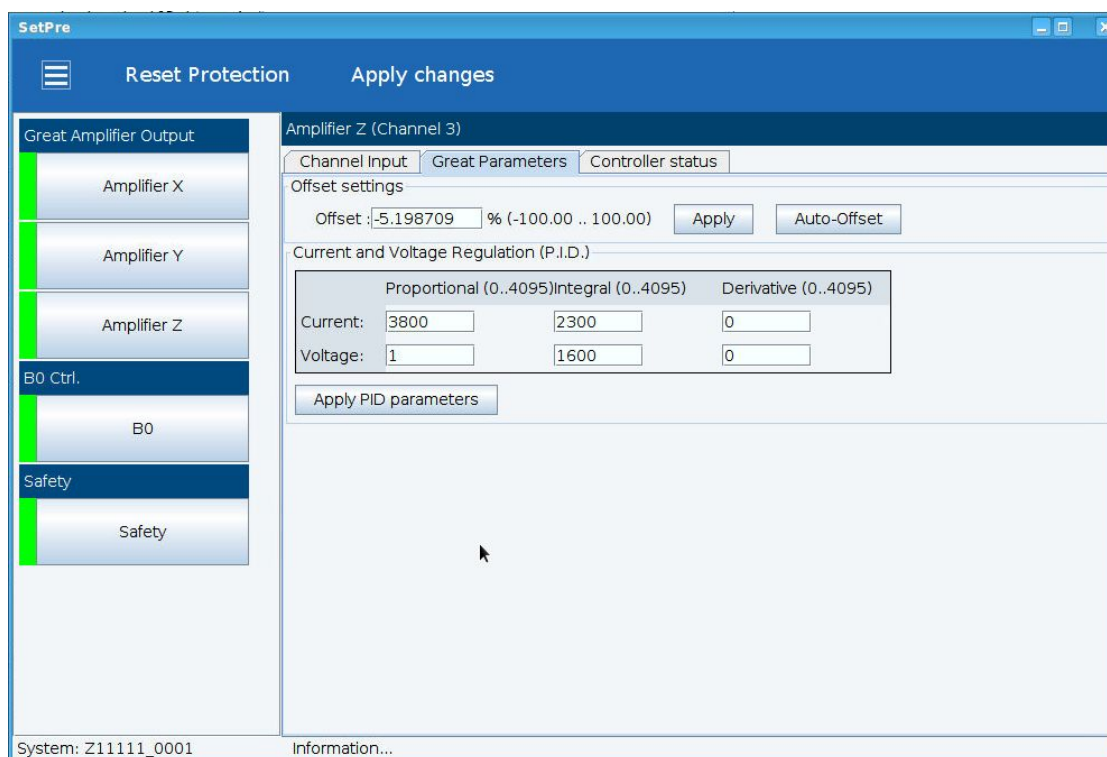 SetPre
Reset Protection Apply changes
Great Amplifier Output
Amplifier X
Amplifier Y
Amplifier Z
B0 Ctrl.
B0
Safety
Safety
Amplifier Z (Channel 3)
Channel Input Great Parameters Controller status
Offset settings
Offset : -5.198709 % (-100.00 .. 100.00) Apply Auto-Offset
Current and Voltage Regulation (P.I.D.)
Proportional (0..4095)Integral (0..4095) Derivative (0..4095)
Current: 3800 2300 0
Voltage: 1 1600 0
Apply PID parameters
System: Z11111_0001 Information...